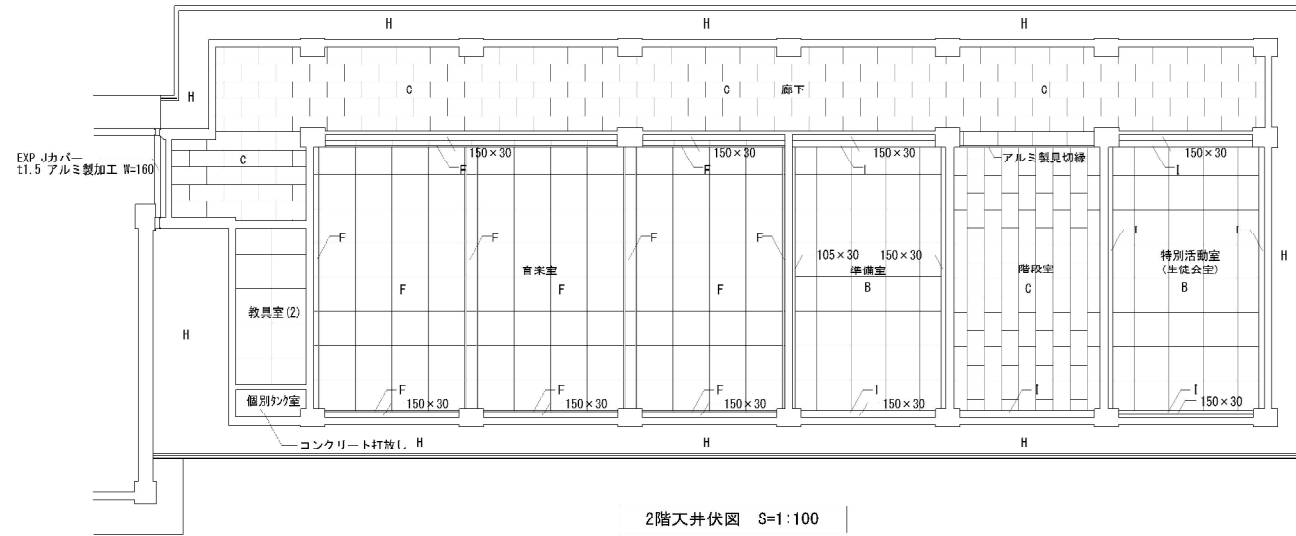 H H H
H
C C 廊下 C
EXP Jカバー
t1.5 アルミ製加工 W=160
C
150×30 150×30 150×30 アルミ製見切縁 150×30
F F I I
F F F F 105×30 150×30 I I
音楽室 準備室 階段室 特別活動室
(生徒会室)
H
F F F B C B
教具室(2)
H
F F F I I I
個別タンク室 150×30 150×30 150×30 150×30 150×30
コンクリート打放し H H H
2階天井伏図 S=1:100